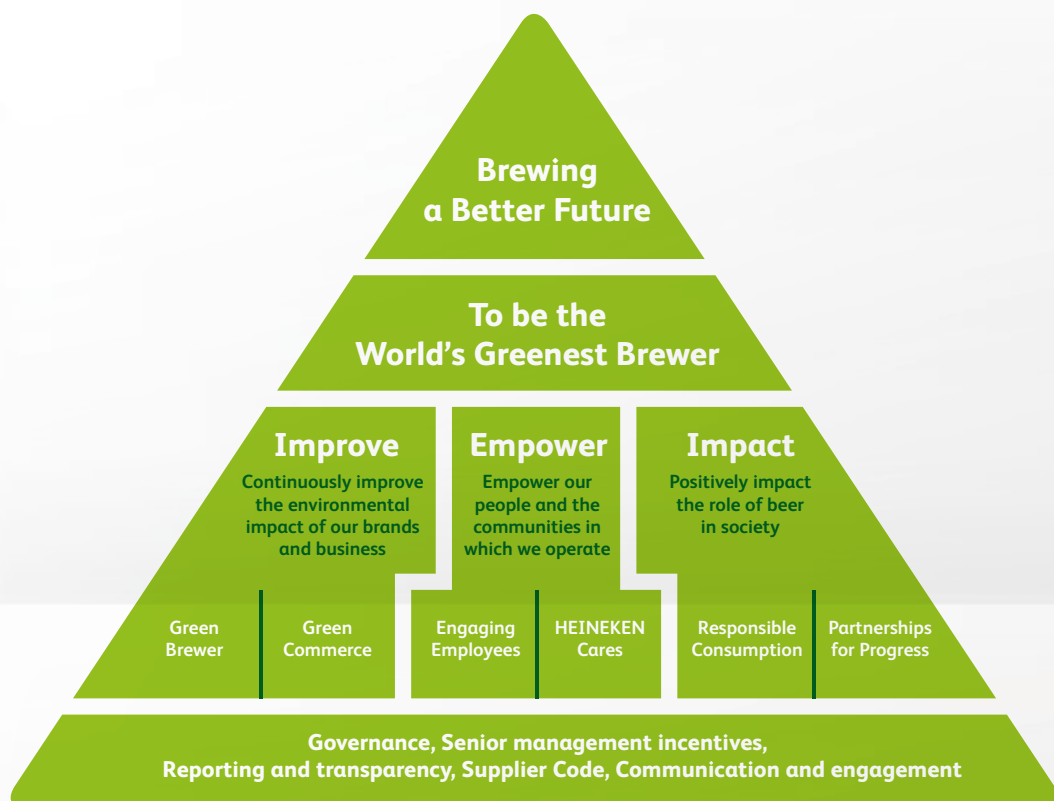 Brewing
a Better Future
To be the
World's Greenest Brewer
Improve
Continuously improve
the environmental
impact of our brands
and business
Empower
Empower our
people and the
communities in
which we operate
Impact
Positively impact
the role of beer
in society
Green
Brewer
Green
Commerce
Engaging
Employees
HEINEKEN
Cares
Responsible
Consumption
Partnerships
for Progress
Governance, Senior management incentives,
Reporting and transparency, Supplier Code, Communication and engagement